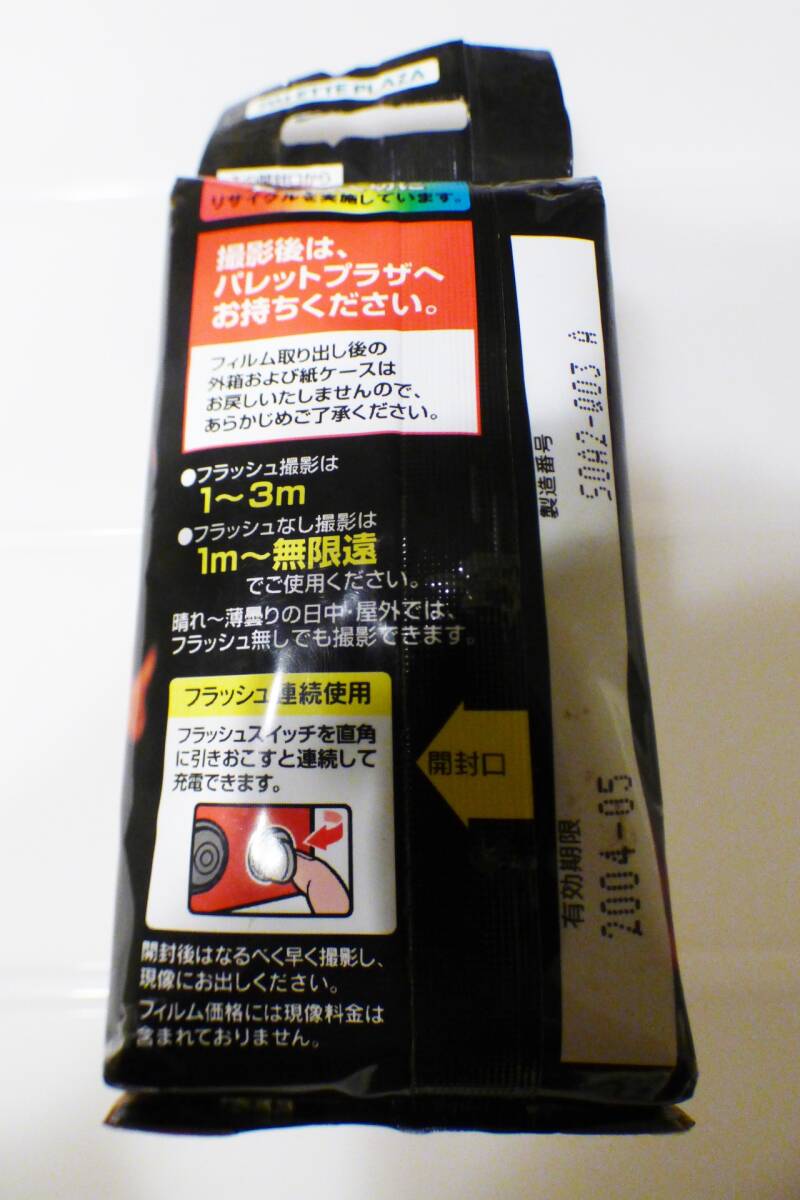 PALETTE PLAZA
リサイクルを実施しています。
撮影後は、
パレットプラザへ
お持ちください。
フィルム取り出し後の
外箱および紙ケースは
お戻しいたしませんので、
あらかじめご了承ください。
●フラッシュ撮影は
1〜3m
●フラッシュなし撮影は
1m〜無限遠
でご使用ください。
晴れ〜薄曇りの日中・屋外では、
フラッシュ無しでも撮影できます。
フラッシュ連続使用
フラッシュスイッチを直角
に引きおこすと連続して
充電できます。
開封口
開封後はなるべく早く撮影し、
現像にお出しください。
フィルム価格には現像料金は
含まれておりません。
製造番号
50A2-003 A
有効期限
2004-05